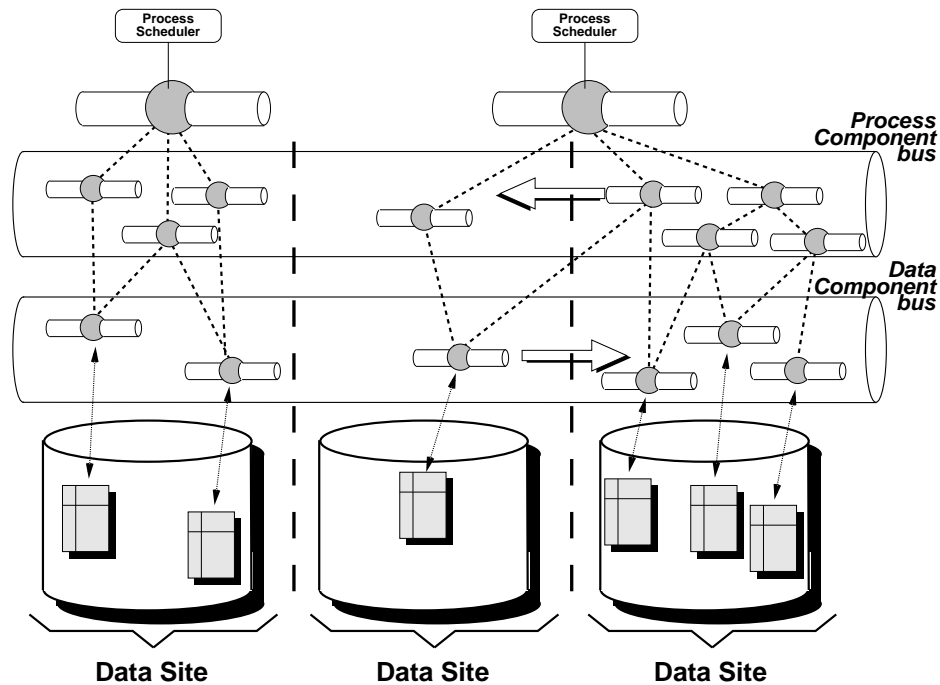 Process
Scheduler
Process
Scheduler
Process
Component
bus
Data
Component
bus
Data Site
Data Site
Data Site